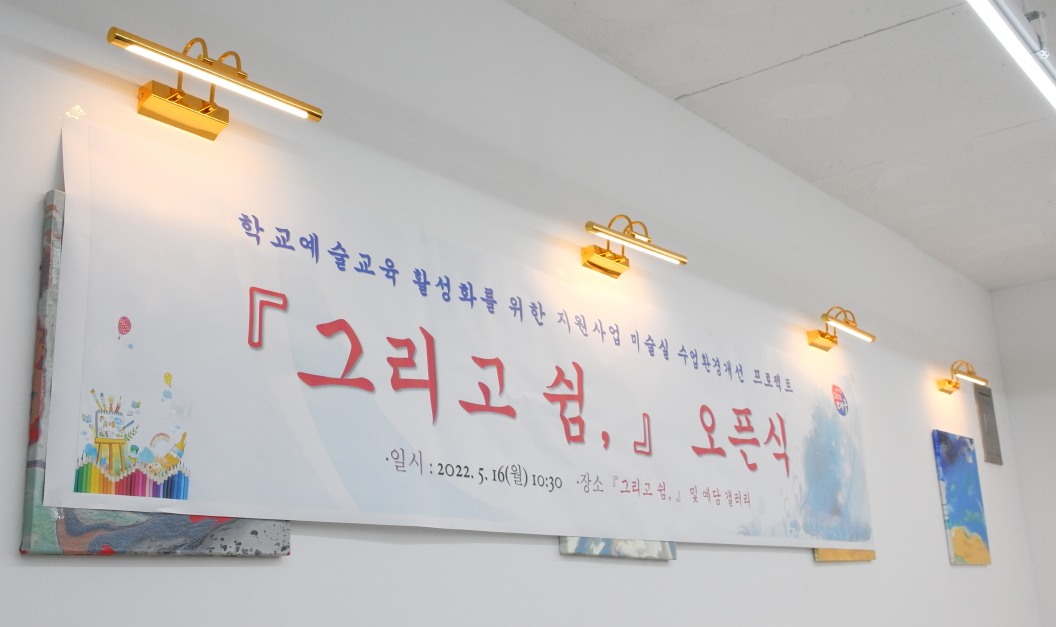 학교예술교육 활성화를 위한 지원사업 미술실 수업환경개선 프로젝트
『그리고 쉼,』 오픈식
·일시 : 2022. 5. 16(월) 10:30 ·장소 『그리고 쉼,』 및 예당갤러리